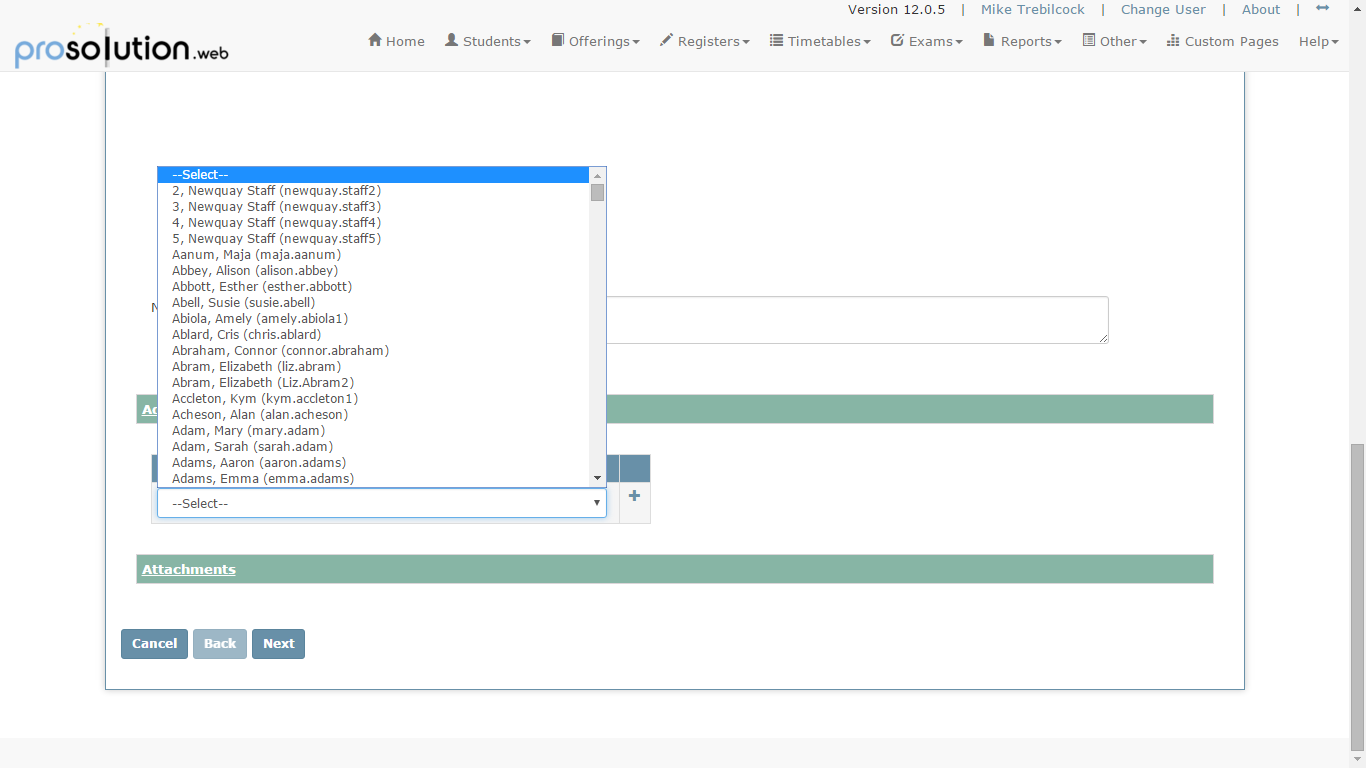 Version 12.0.5 | Mike Trebilcock | Change User | About |
prosolution.web
Home Students Offerings Registers Timetables Exams Reports Other Custom Pages Help
--Select--
2, Newquay Staff (newquay.staff2)
3, Newquay Staff (newquay.staff3)
4, Newquay Staff (newquay.staff4)
5, Newquay Staff (newquay.staff5)
Aanum, Maja (maja.aanum)
Abbey, Alison (alison.abbey)
Abbott, Esther (esther.abbott)
Abell, Susie (susie.abell)
Abiola, Amely (amely.abiola1)
Ablard, Cris (chris.ablard)
Abraham, Connor (connor.abraham)
Abram, Elizabeth (liz.abram)
Abram, Elizabeth (Liz.Abram2)
Accleton, Kym (kym.accleton1)
Acheson, Alan (alan.acheson)
Adam, Mary (mary.adam)
Adam, Sarah (sarah.adam)
Adams, Aaron (aaron.adams)
Adams, Emma (emma.adams)
--Select--
Attachments
Cancel Back Next